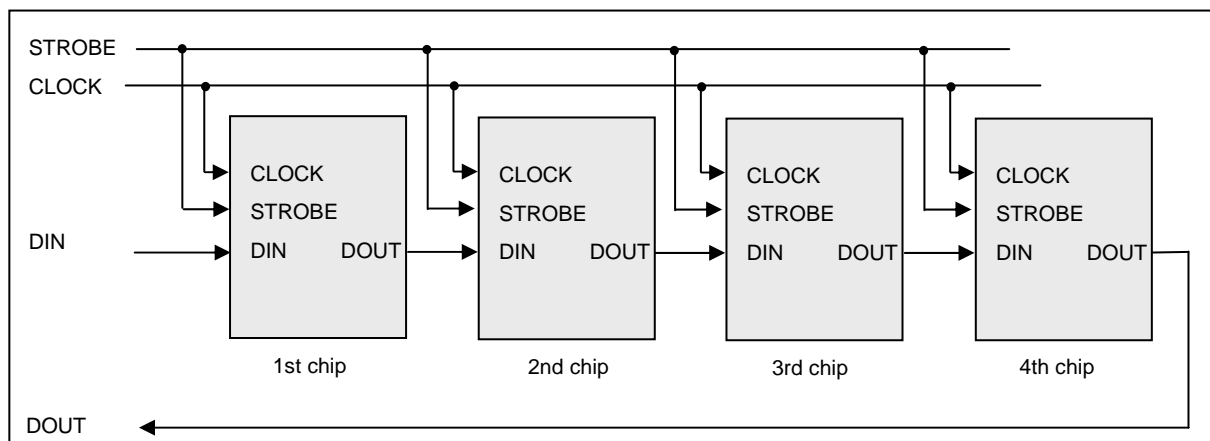 STROBE
CLOCK
CLOCK
STROBE
DIN DOUT
CLOCK
STROBE
DIN DOUT
CLOCK
STROBE
DIN DOUT
CLOCK
STROBE
DIN DOUT
DIN
1st chip
2nd chip
3rd chip
4th chip
DOUT